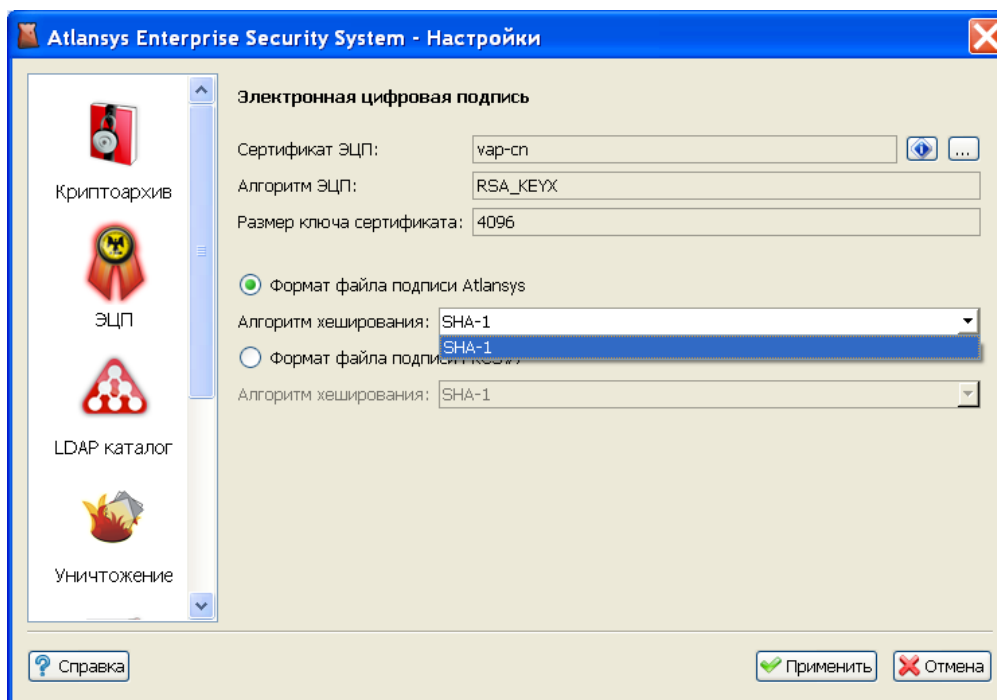 Atlansys Enterprise Security System - Настройки
Криптоархив
ЭЦП
LDAP каталог
Уничтожение
Электронная цифровая подпись
Сертификат ЭЦП: vap-cn ...
Алгоритм ЭЦП: RSA_KEYX
Размер ключа сертификата: 4096
Формат файла подписи Atlansys
Алгоритм хеширования: SHA-1
SHA-1
Формат файла подписи
Алгоритм хеширования: SHA-1
Справка
Применить
Отмена